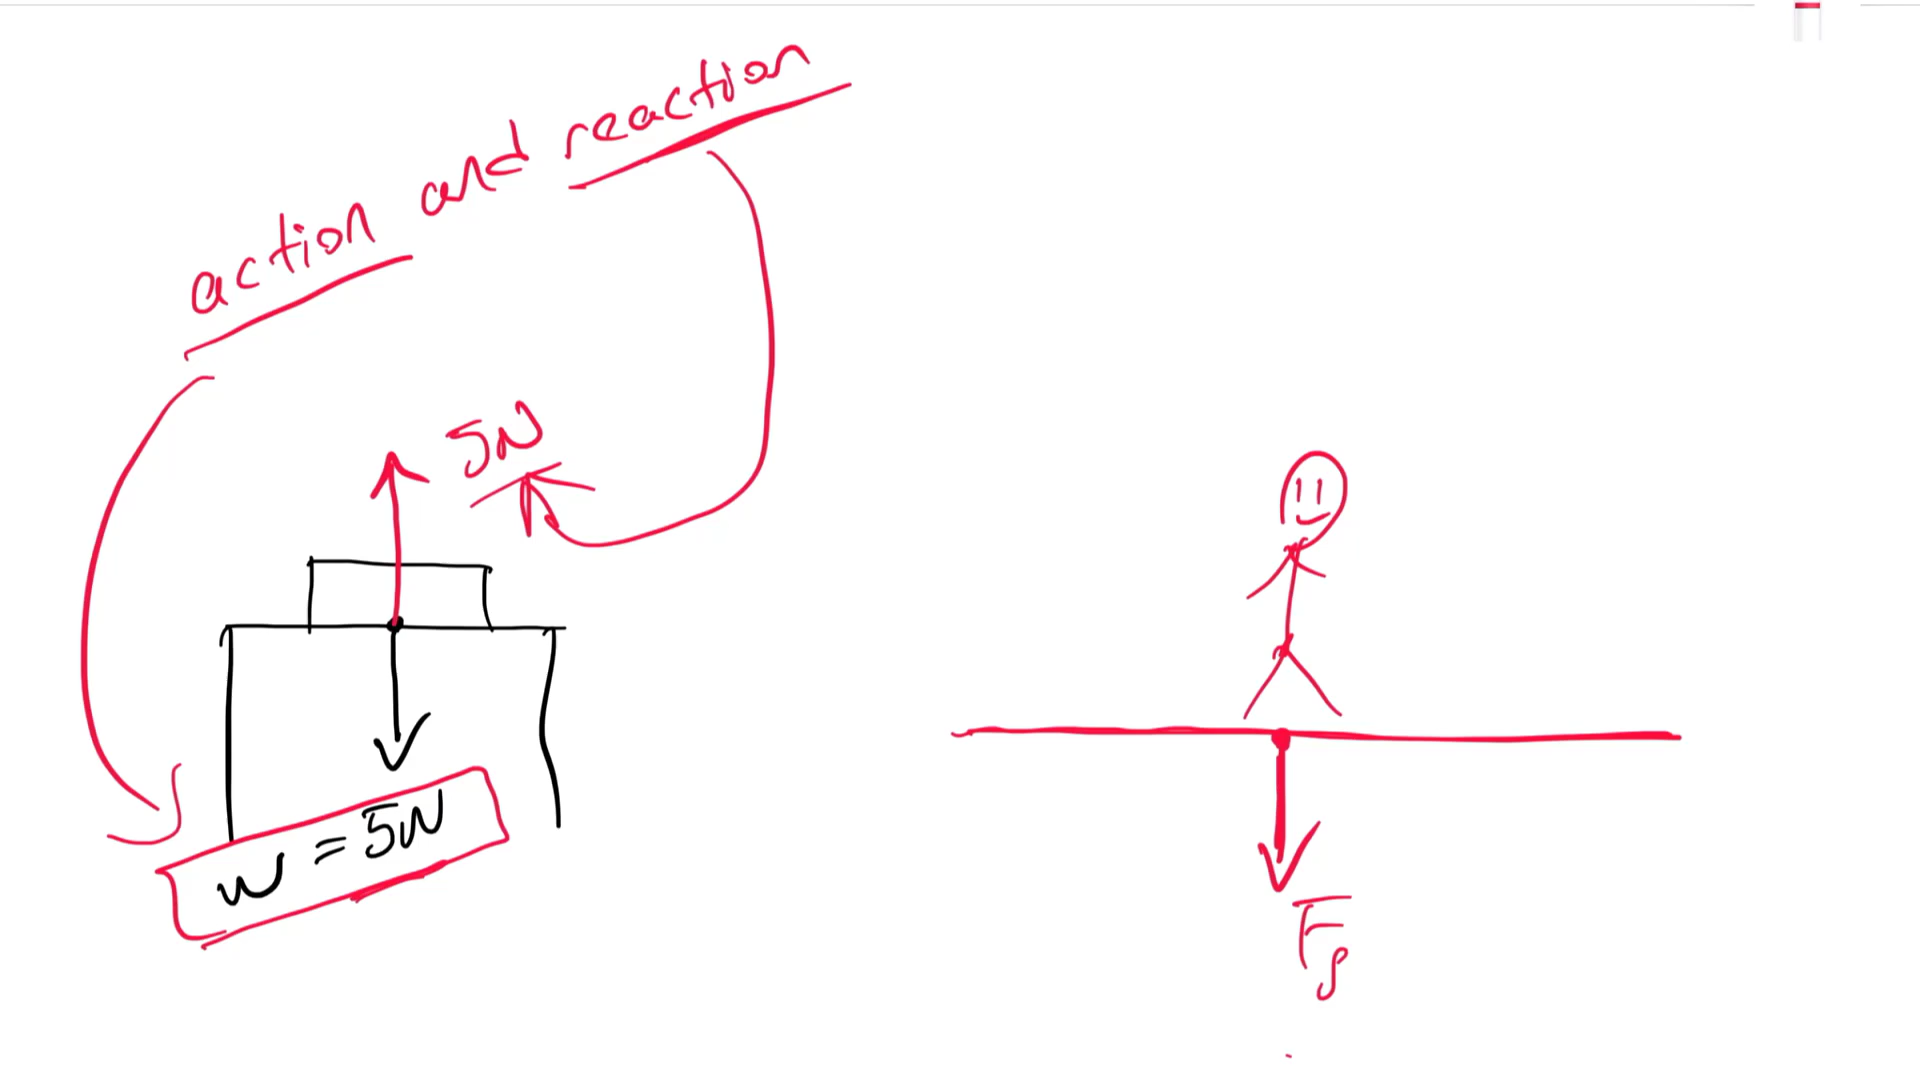 action and reaction
5N
W = 5N
Fg